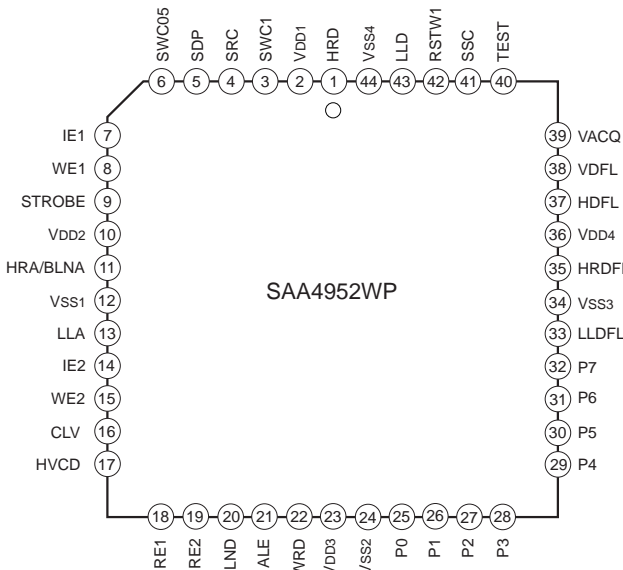 SWC05
SDP
SRC
SWC1
VDD1
HRD
VSS4
LLD
RSTW1
SSC
TEST
6
5
4
3
2
1
44
43
42
41
40
IE1 7
WE1 8
STROBE 9
VDD2 10
HRA/BLNA 11
VSS1 12
LLA 13
IE2 14
WE2 15
CLV 16
HVCD 17
SAA4952WP
39 VACQ
38 VDFL
37 HDFL
36 VDD4
35
34 VSS3
33 LLDFL
32 P7
31 P6
30 P5
29 P4
18
19
20
21
22
23
24
25
26
27
28
RE1
RE2
ALE
VDD3
VSS2
P0
P1
P2
P3